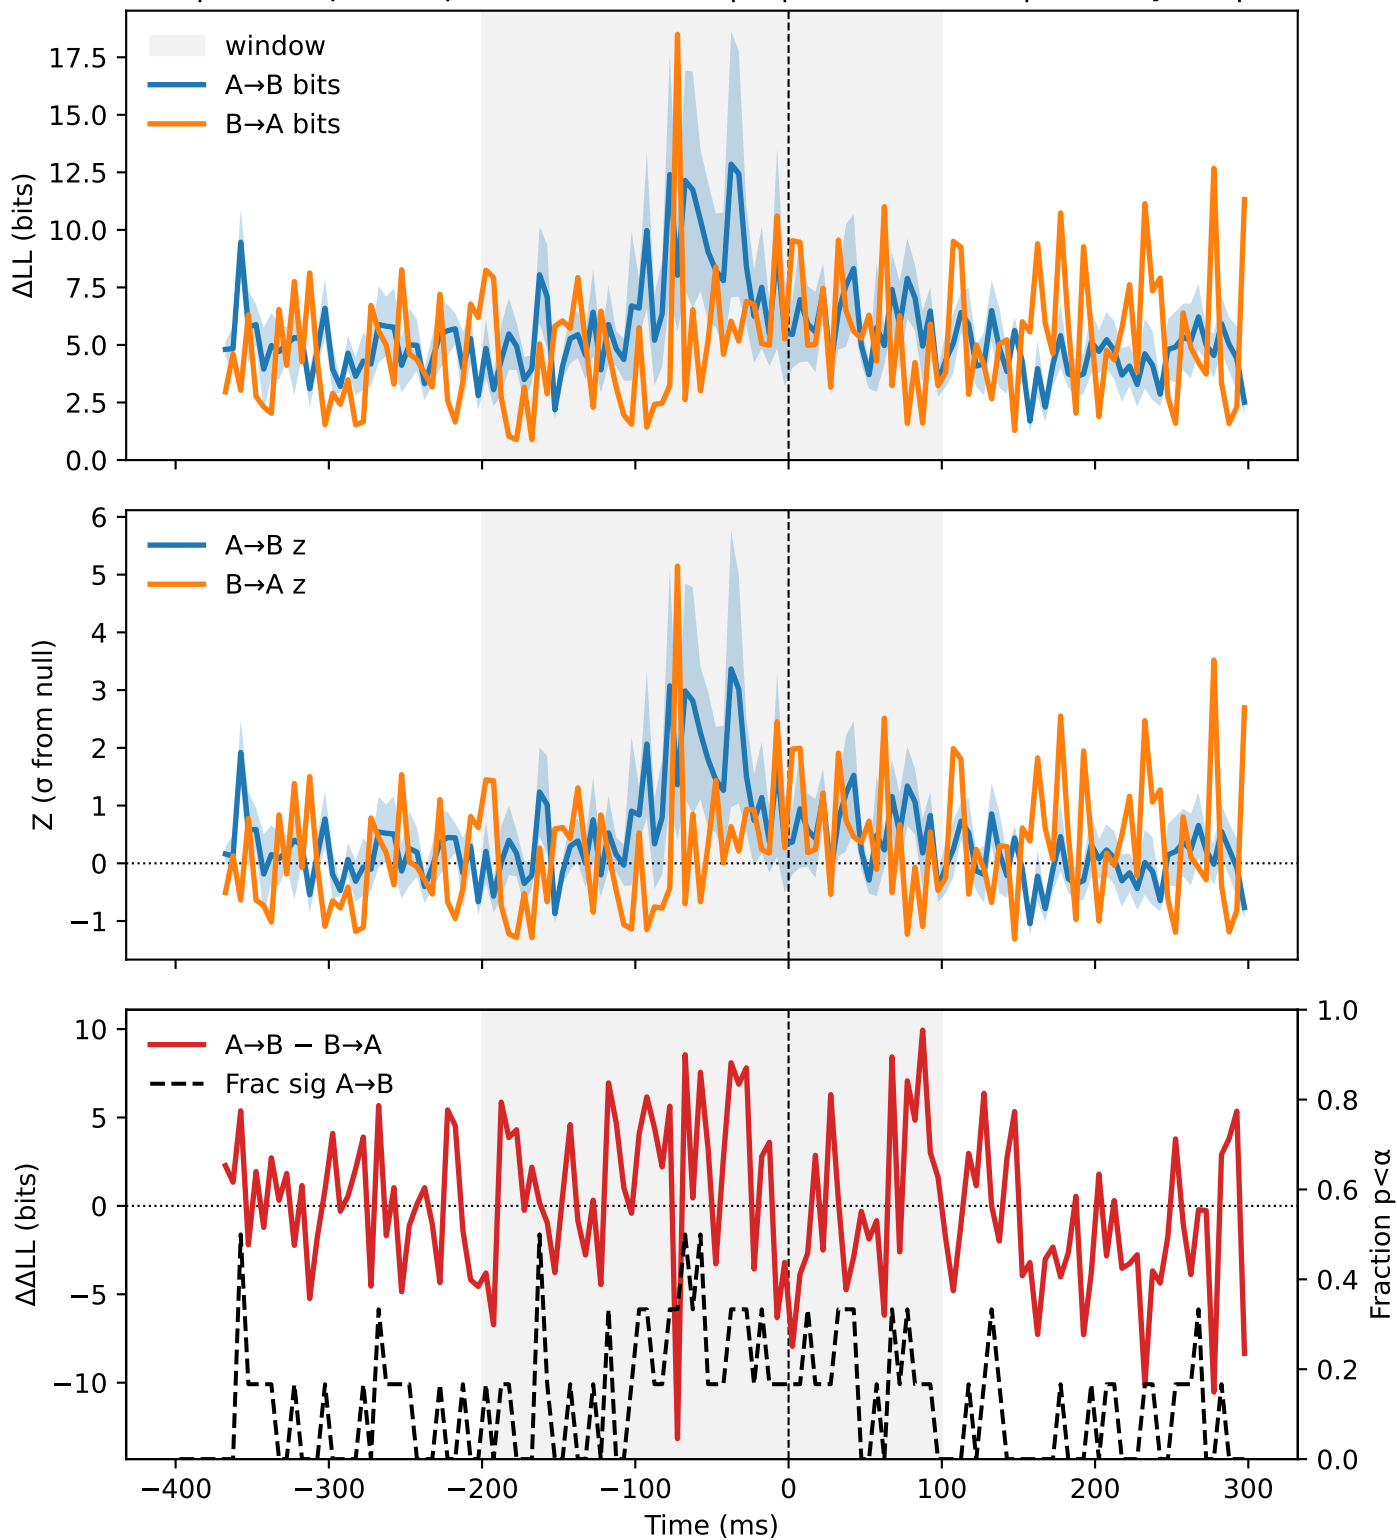 window
A→B bits
B→A bits
ΔLL (bits)
17.5
15.0
12.5
10.0
7.5
5.0
2.5
0.0
A→B z
B→A z
Z (σ from null)
6
5
4
3
2
1
0
−1
A→B − B→A
Frac sig A→B
ΔΔLL (bits)
10
5
0
−5
−10
1.0
0.8
0.6
0.4
0.2
0.0
Fraction p<α
−400 −300 −200 −100 0 100 200 300
Time (ms)